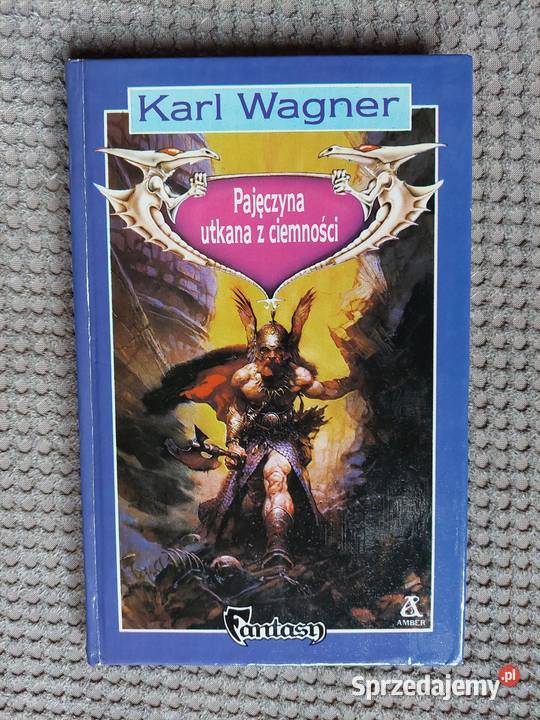 Karl Wagner
Pajęczyna
utkana z ciemności
Fantasy
AMBER
Sprzedajemy.pl